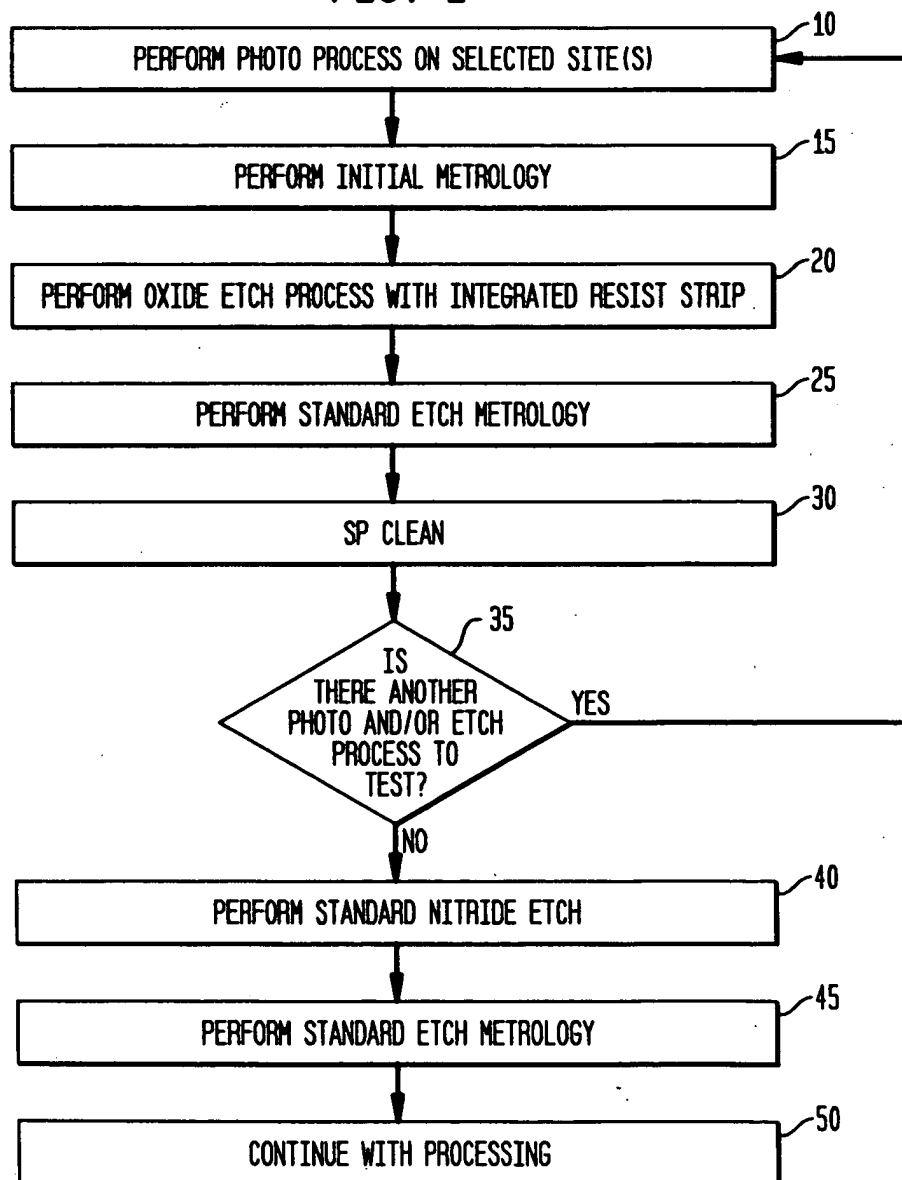 10
PERFORM PHOTO PROCESS ON SELECTED SITE(S)
15
PERFORM INITIAL METROLOGY
20
PERFORM OXIDE ETCH PROCESS WITH INTEGRATED RESIST STRIP
25
PERFORM STANDARD ETCH METROLOGY
30
SP CLEAN
35
IS
THERE ANOTHER
PHOTO AND/OR ETCH
PROCESS TO
TEST?
YES
NO
40
PERFORM STANDARD NITRIDE ETCH
45
PERFORM STANDARD ETCH METROLOGY
50
CONTINUE WITH PROCESSING